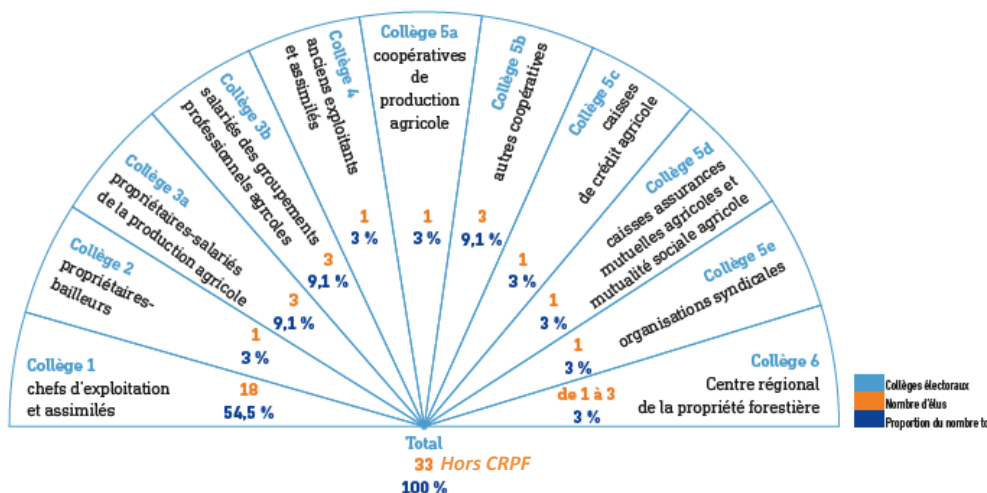 Collège 1
chefs d'exploitation
et assimilés
18
54,5 %
Collège 2
propriétaires-
bailleurs
1
3 %
Collège 3a
propriétaires-salariés
de la production agricole
3
9,1 %
Collège 3b
salariés des groupements
professionnels agrcoles
3
9,1 %
Collège 4
anciens exploitants
et assimilés
1
3 %
Collège 5a
coopératives
de
production
agricole
1
3 %
Collège 5b
autres coopératives
3
9,1 %
Collège 5c
caisses
de crédit agricole
1
3 %
Collège 5d
caisses assurances
mutuelles agricoles et
mutualité sociale agricole
1
3 %
Collège 5e
organisations syndicales
1
3 %
Collège 6
Centre régional
de la propriété forestière
de 1 à 3
3 %
Total
33 Hors CRPF
100 %
Collèges électoraux
Nombre d'élus
Proportion du nombre to